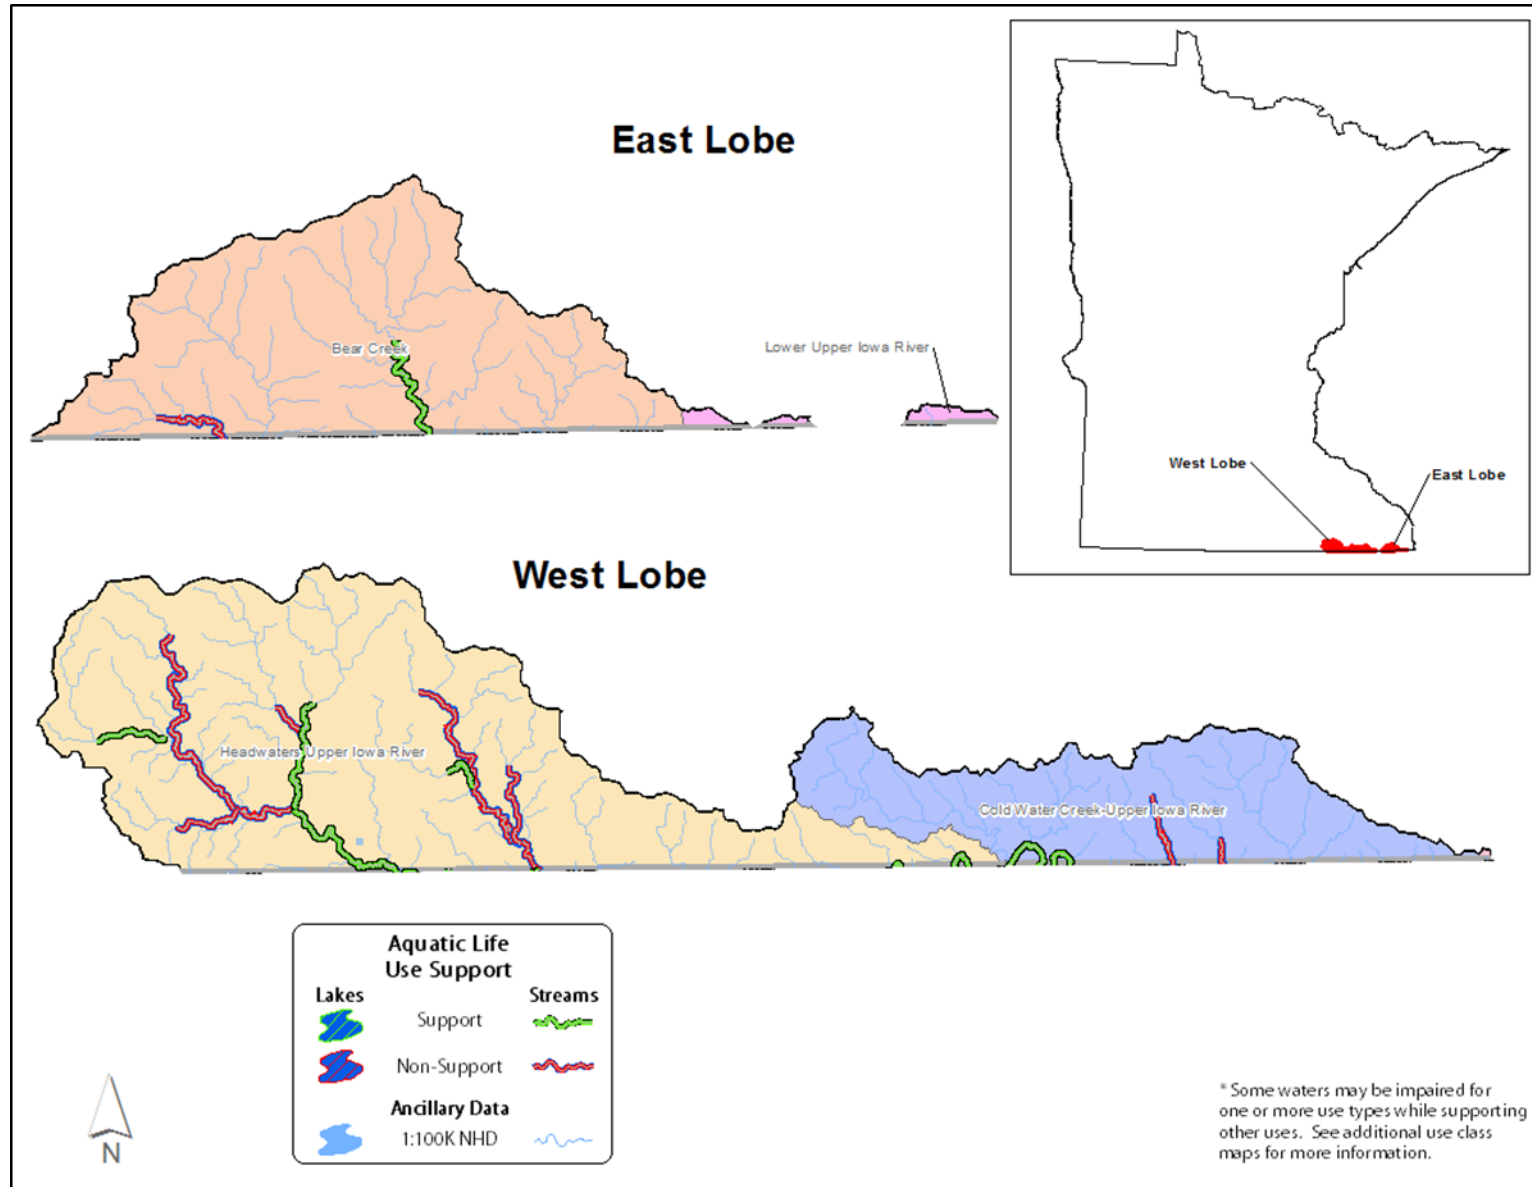 East Lobe
Bear Creek
Lower Upper Iowa River
West Lobe
East Lobe
West Lobe
Headwaters Upper Iowa River
Cold Water Creek-Upper Iowa River
Aquatic Life
Use Support
Lakes
Streams
Support
Non-Support
Ancillary Data
1:100K NHD
N
* Some waters may be impaired for
one or more use types while supporting
other uses. See additional use class
maps for more information.